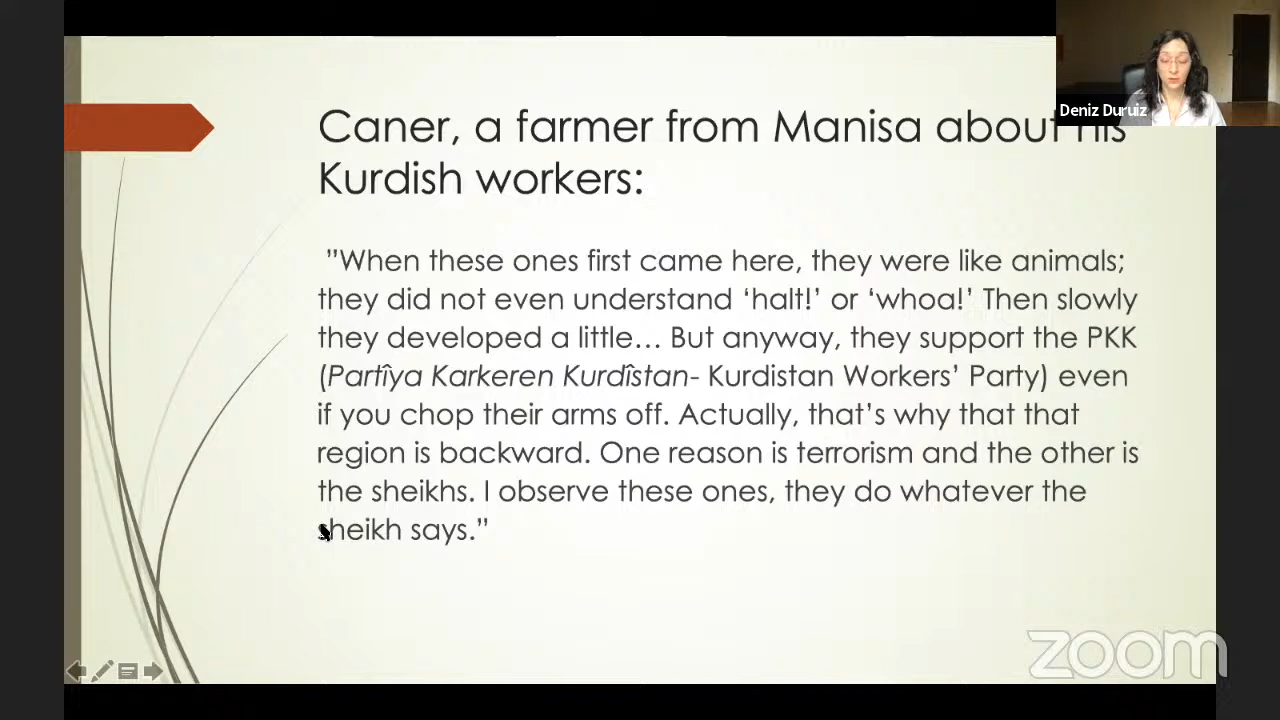 Deniz Duruiz
Caner, a farmer from Manisa about his
Kurdish workers:
”When these ones first came here, they were like animals;
they did not even understand ‘halt!’ or ‘whoa!’ Then slowly
they developed a little… But anyway, they support the PKK
(Partîya Karkeren Kurdîstan- Kurdistan Workers’ Party) even
if you chop their arms off. Actually, that’s why that that
region is backward. One reason is terrorism and the other is
the sheikhs. I observe these ones, they do whatever the
sheikh says.”
zoom